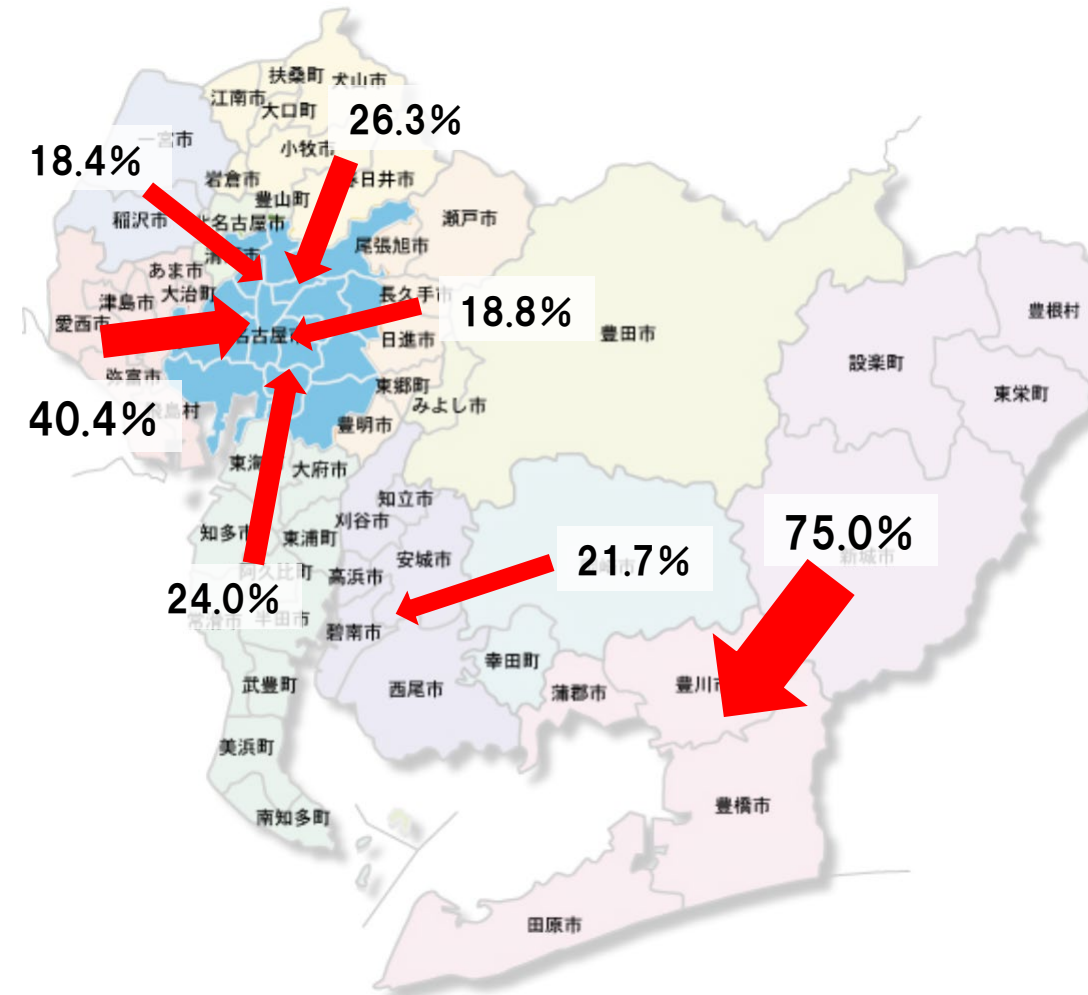 扶桑町
犬山市
江南市
大口町
26.3%
一宮市
小牧市
18.4%
岩倉市
春日井市
豊山町
稲沢市
北名古屋市
瀬戸市
尾張旭市
あま市
津島市
大治町
長久手市
愛西市
18.8%
豊根村
名古屋市
日進市
豊田市
設楽町
弥富市
東郷町
東栄町
みよし市
40.4%
豊明市
大府市
知立市
刈谷市
知多市
東浦町
75.0%
安城市
新城市
21.7%
高浜市
阿久比町
24.0%
常滑市
半田市
碧南市
幸田町
武豊町
西尾市
蒲郡市
豊川市
美浜町
豊橋市
南知多町
田原市